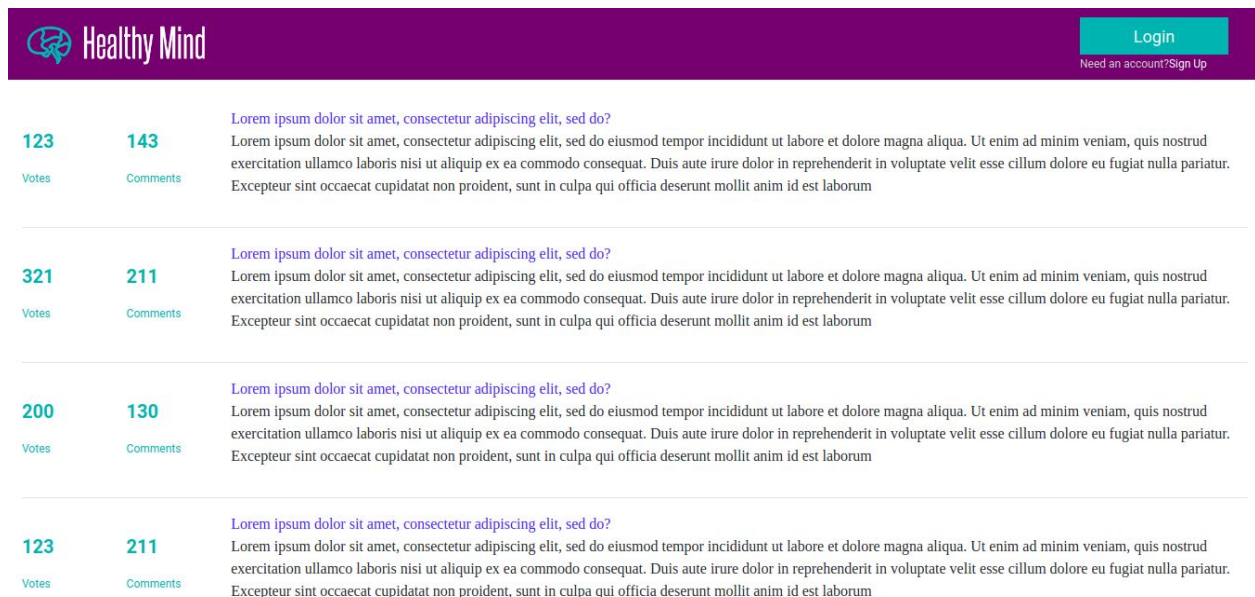 Healthy Mind
Login
Need an account?Sign Up
Lorem ipsum dolor sit amet, consectetur adipiscing elit, sed do?
123
143
Votes
Comments
Lorem ipsum dolor sit amet, consectetur adipiscing elit, sed do eiusmod tempor incididunt ut labore et dolore magna aliqua. Ut enim ad minim veniam, quis nostrud
exercitation ullamco laboris nisi ut aliquip ex ea commodo consequat. Duis aute irure dolor in reprehenderit in voluptate velit esse cillum dolore eu fugiat nulla pariatur.
Excepteur sint occaecat cupidatat non proident, sunt in culpa qui officia deserunt mollit anim id est laborum
Lorem ipsum dolor sit amet, consectetur adipiscing elit, sed do?
321
211
Votes
Comments
Lorem ipsum dolor sit amet, consectetur adipiscing elit, sed do eiusmod tempor incididunt ut labore et dolore magna aliqua. Ut enim ad minim veniam, quis nostrud
exercitation ullamco laboris nisi ut aliquip ex ea commodo consequat. Duis aute irure dolor in reprehenderit in voluptate velit esse cillum dolore eu fugiat nulla pariatur.
Excepteur sint occaecat cupidatat non proident, sunt in culpa qui officia deserunt mollit anim id est laborum
Lorem ipsum dolor sit amet, consectetur adipiscing elit, sed do?
200
130
Votes
Comments
Lorem ipsum dolor sit amet, consectetur adipiscing elit, sed do eiusmod tempor incididunt ut labore et dolore magna aliqua. Ut enim ad minim veniam, quis nostrud
exercitation ullamco laboris nisi ut aliquip ex ea commodo consequat. Duis aute irure dolor in reprehenderit in voluptate velit esse cillum dolore eu fugiat nulla pariatur.
Excepteur sint occaecat cupidatat non proident, sunt in culpa qui officia deserunt mollit anim id est laborum
Lorem ipsum dolor sit amet, consectetur adipiscing elit, sed do?
123
211
Votes
Comments
Lorem ipsum dolor sit amet, consectetur adipiscing elit, sed do eiusmod tempor incididunt ut labore et dolore magna aliqua. Ut enim ad minim veniam, quis nostrud
exercitation ullamco laboris nisi ut aliquip ex ea commodo consequat. Duis aute irure dolor in reprehenderit in voluptate velit esse cillum dolore eu fugiat nulla pariatur.
Excepteur sint occaecat cupidatat non proident, sunt in culpa qui officia deserunt mollit anim id est laborum